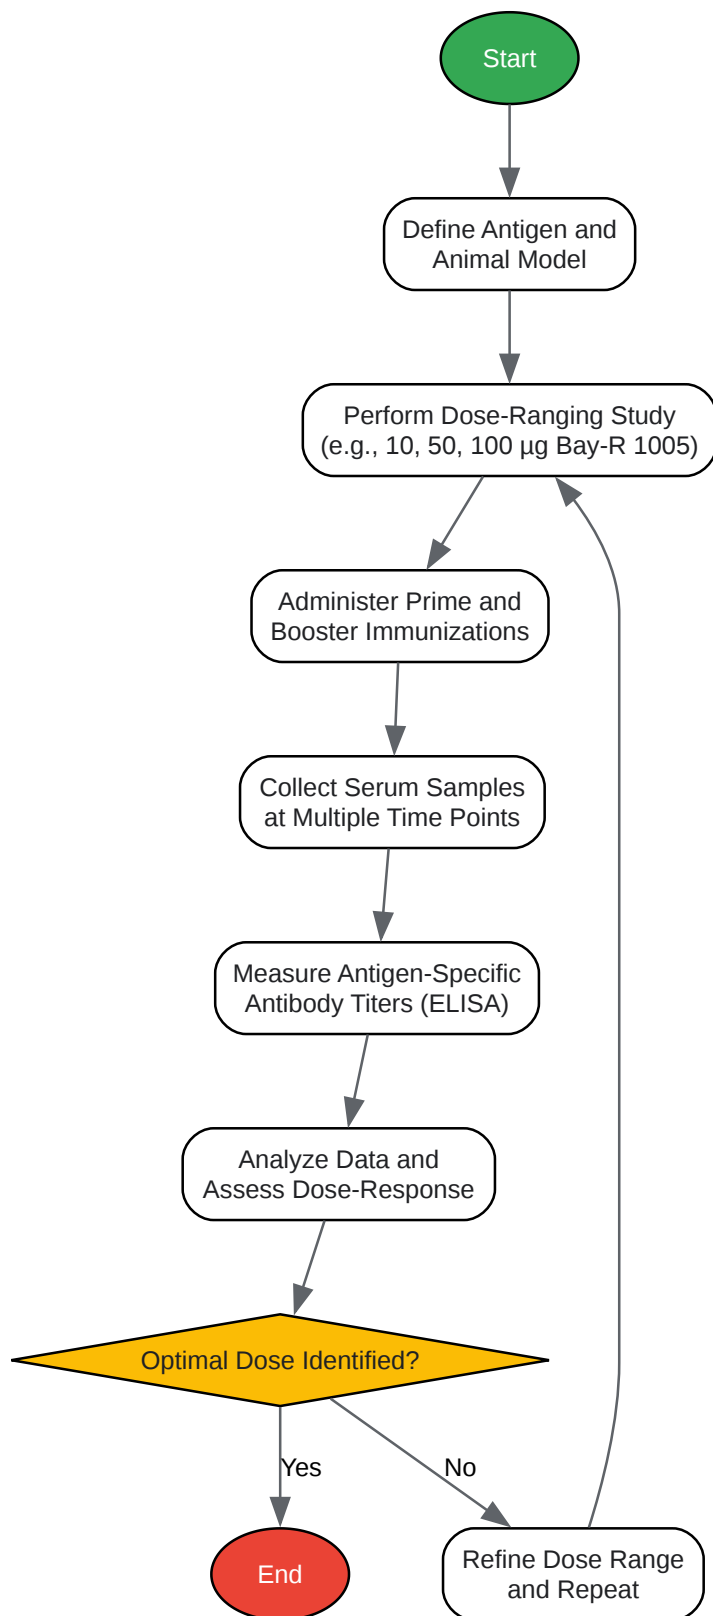 Start
Define Antigen and
Animal Model
Perform Dose-Ranging Study
(e.g., 10, 50, 100 µg Bay-R 1005)
Administer Prime and
Booster Immunizations
Collect Serum Samples
at Multiple Time Points
Measure Antigen-Specific
Antibody Titers (ELISA)
Analyze Data and
Assess Dose-Response
Optimal Dose Identified?
Yes
No
End
Refine Dose Range
and Repeat